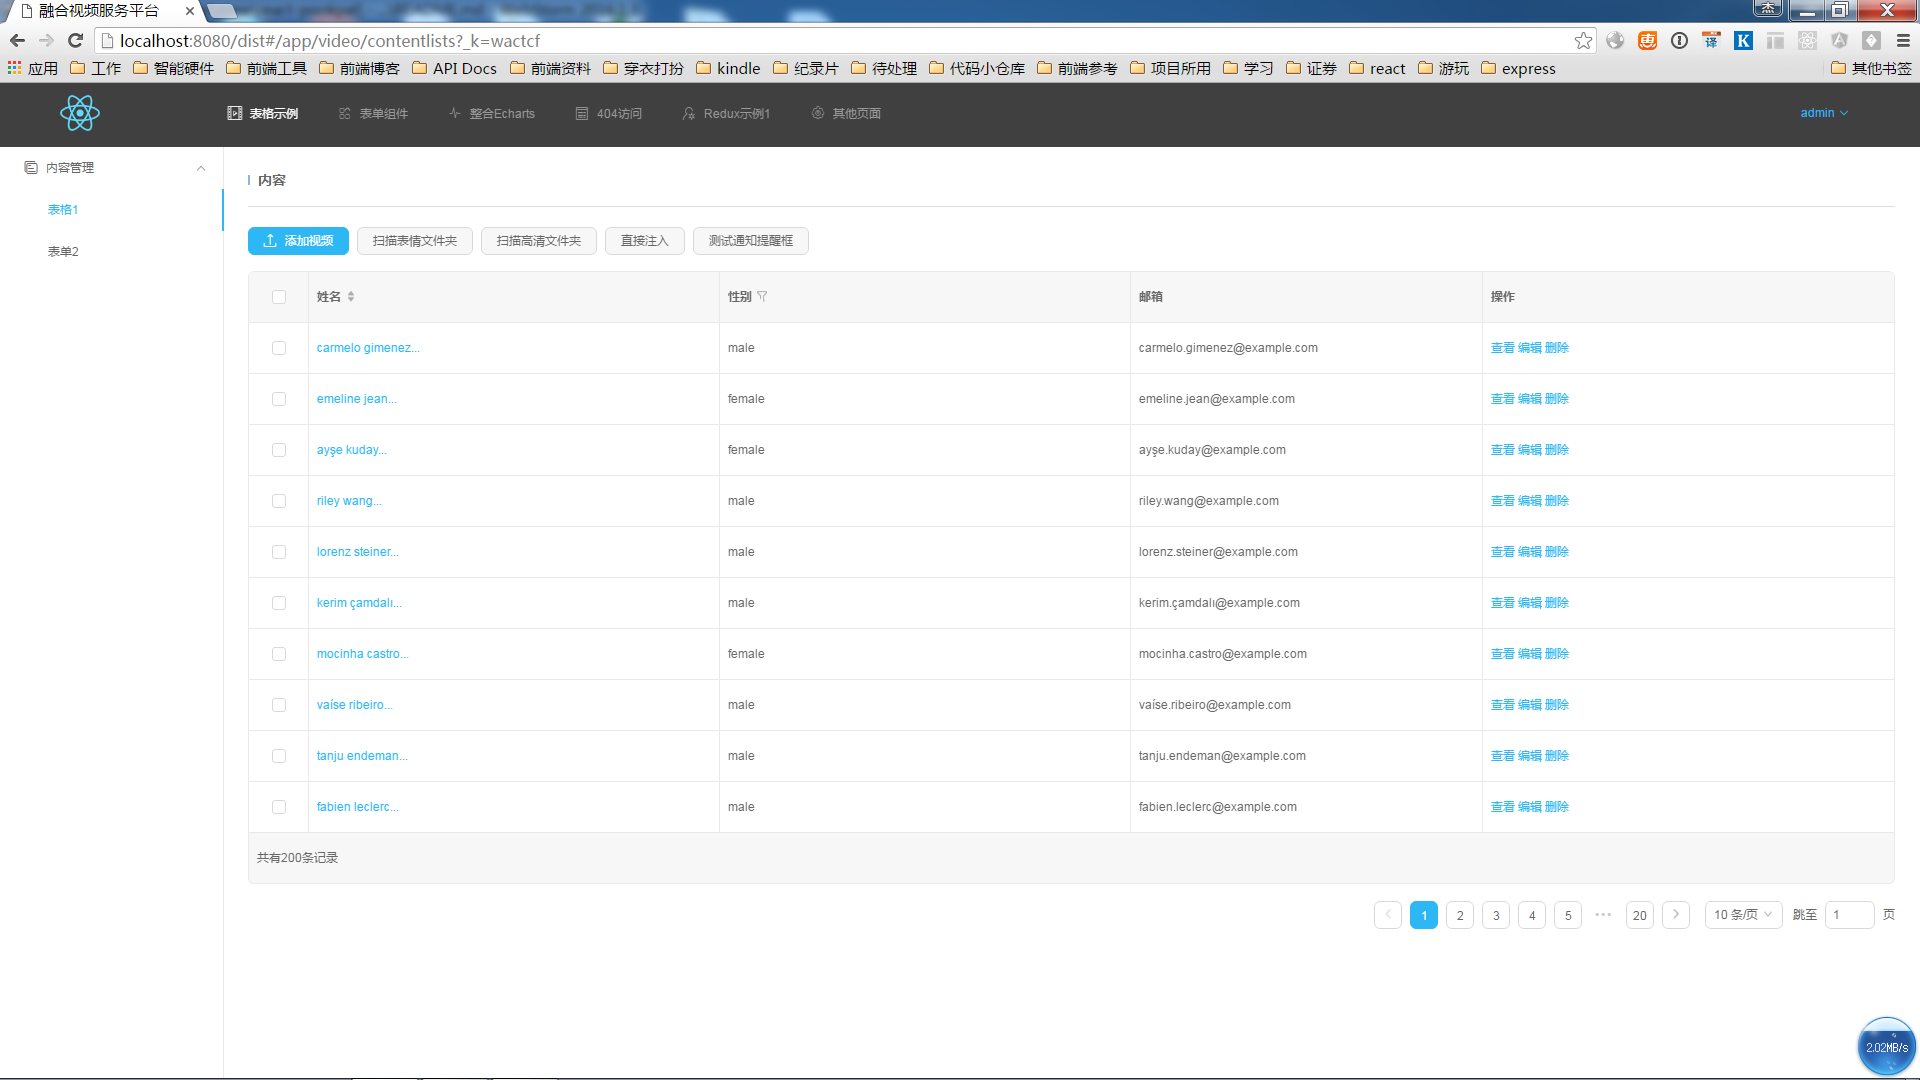 融合视频服务平台
杰
localhost:8080/dist#/app/video/contentlists?_k=wactcf
应用 工作 智能硬件 前端工具 前端博客 API Docs 前端资料 穿衣打扮 kindle 纪录片 待处理 代码小仓库 前端参考 项目所用 学习 证券 react 游玩 express 其他书签
表格示例 表单组件 整合Echarts 404访问 Redux示例1 其他页面 admin
内容管理
表格1
表单2
内容
添加视频 扫描表情文件夹 扫描高清文件夹 直接注入 测试通知提醒框
姓名 性别 邮箱 操作
carmelo gimenez... male carmelo.gimenez@example.com 查看 编辑 删除
emeline jean... female emeline.jean@example.com 查看 编辑 删除
ayşe kuday... female ayşe.kuday@example.com 查看 编辑 删除
riley wang... male riley.wang@example.com 查看 编辑 删除
lorenz steiner... male lorenz.steiner@example.com 查看 编辑 删除
kerim çamdalı... male kerim.çamdalı@example.com 查看 编辑 删除
mocinha castro... female mocinha.castro@example.com 查看 编辑 删除
vaíse ribeiro... male vaíse.ribeiro@example.com 查看 编辑 删除
tanju endeman... male tanju.endeman@example.com 查看 编辑 删除
fabien leclerc... male fabien.leclerc@example.com 查看 编辑 删除
共有200条记录
1 2 3 4 5 ••• 20 10 条/页 跳至 1 页
2.02MB/s